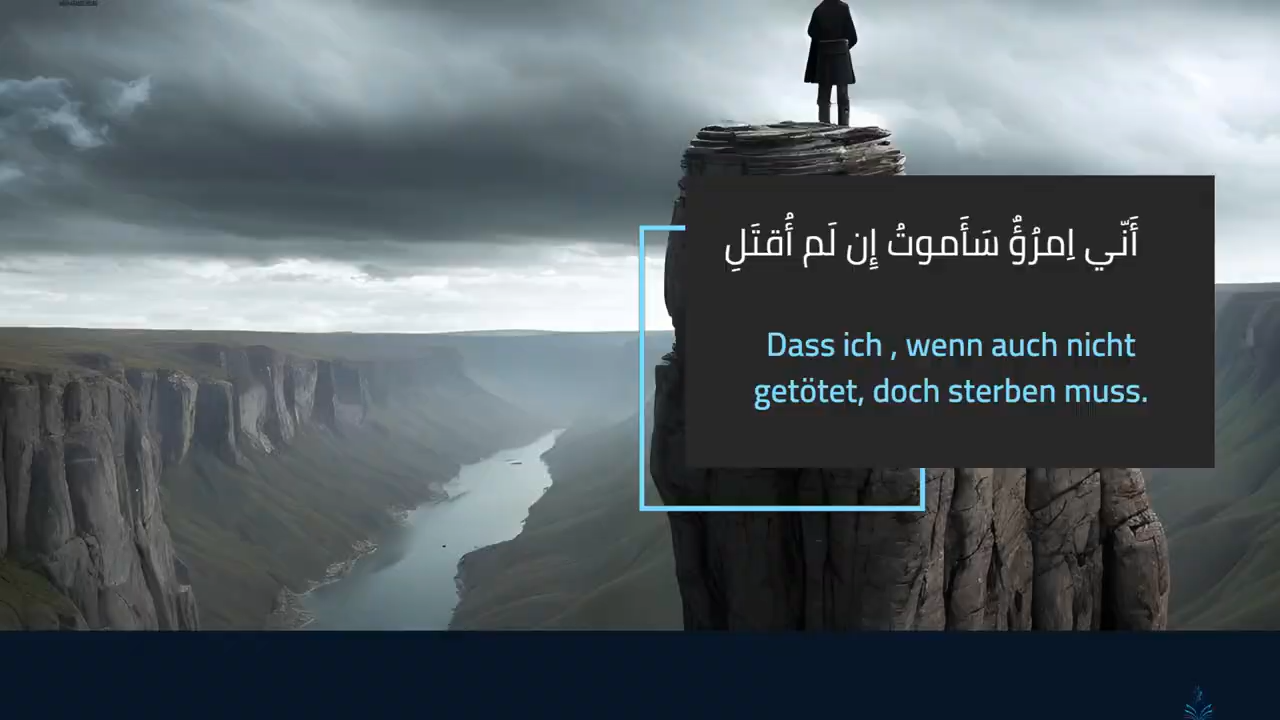 أَنّي اِمرُؤٌ سَأَموتُ إِن لَم أُقتَلِ
Dass ich , wenn auch nicht
getötet, doch sterben muss.